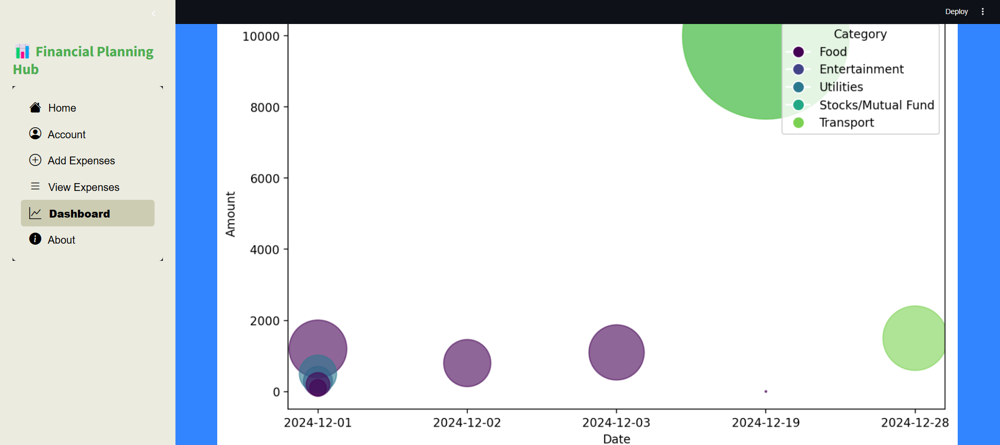 Deploy
Financial Planning
Hub
Home
Account
Add Expenses
View Expenses
Dashboard
About
Category
Food
Entertainment
Utilities
Stocks/Mutual Fund
Transport
10000
8000
6000
4000
2000
0
Amount
2024-12-01 2024-12-02 2024-12-03 2024-12-19 2024-12-28
Date